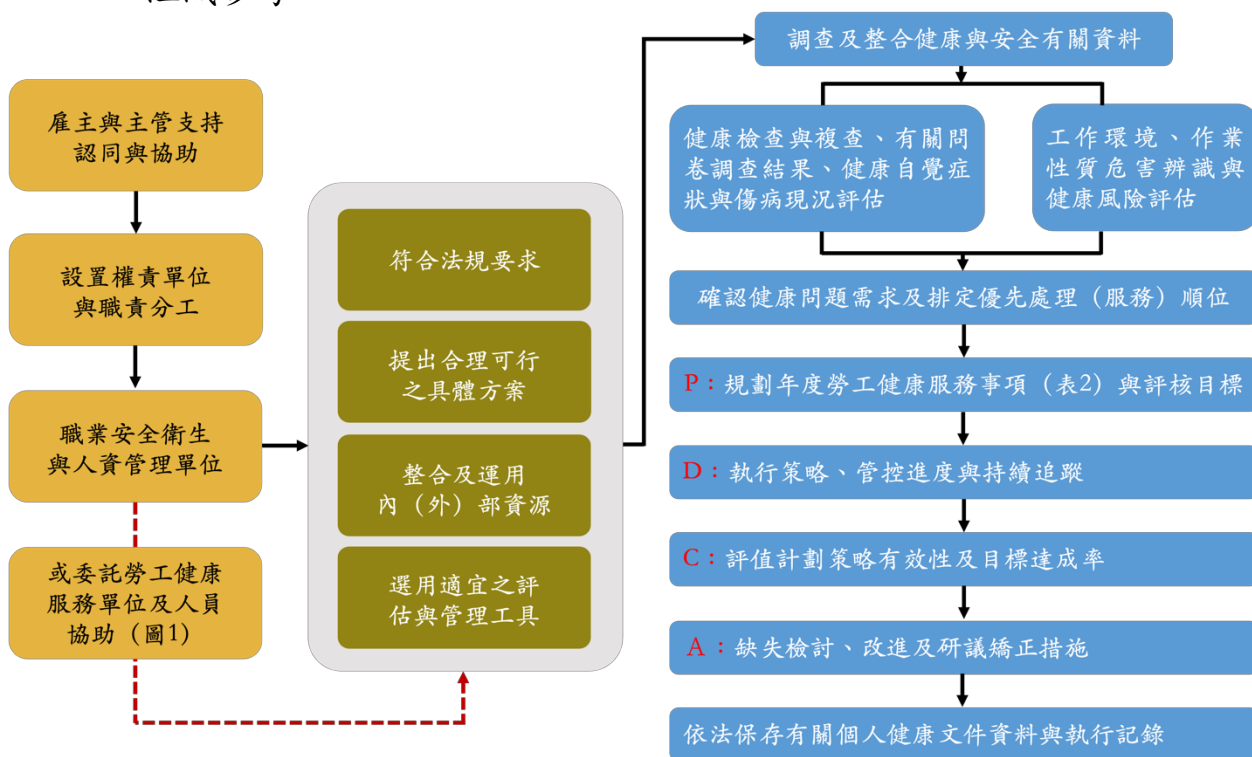 雇主與主管支持
認同與協助
設置權責單位
與職責分工
職業安全衛生
與人資管理單位
或委託勞工健康
服務單位及人員
協助（圖1）
符合法規要求
提出合理可行
之具體方案
整合及運用
內（外）部資源
選用適宜之評
估與管理工具
調查及整合健康與安全有關資料
健康檢查與複查、有關問
卷調查結果、健康自覺症
狀與傷病現況評估
工作環境、作業
性質危害辨識與
健康風險評估
確認健康問題需求及排定優先處理（服務）順位
P：規劃年度勞工健康服務事項（表2）與評核目標
D：執行策略、管控進度與持續追蹤
C：評值計劃策略有效性及目標達成率
A：缺失檢討、改進及研議矯正措施
依法保存有關個人健康文件資料與執行記錄